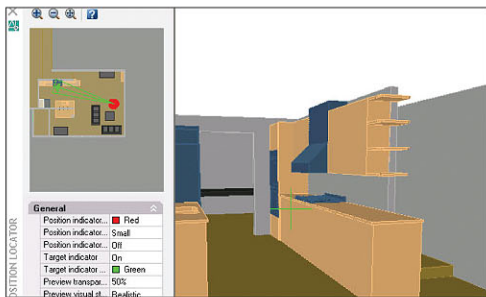 General
Position indicator... Red
Position indicator... Small
Position indicator... Off
Target indicator On
Target indicator ... Green
Preview transpar... 50%
Preview visual st... Realistic
POSITION LOCATOR